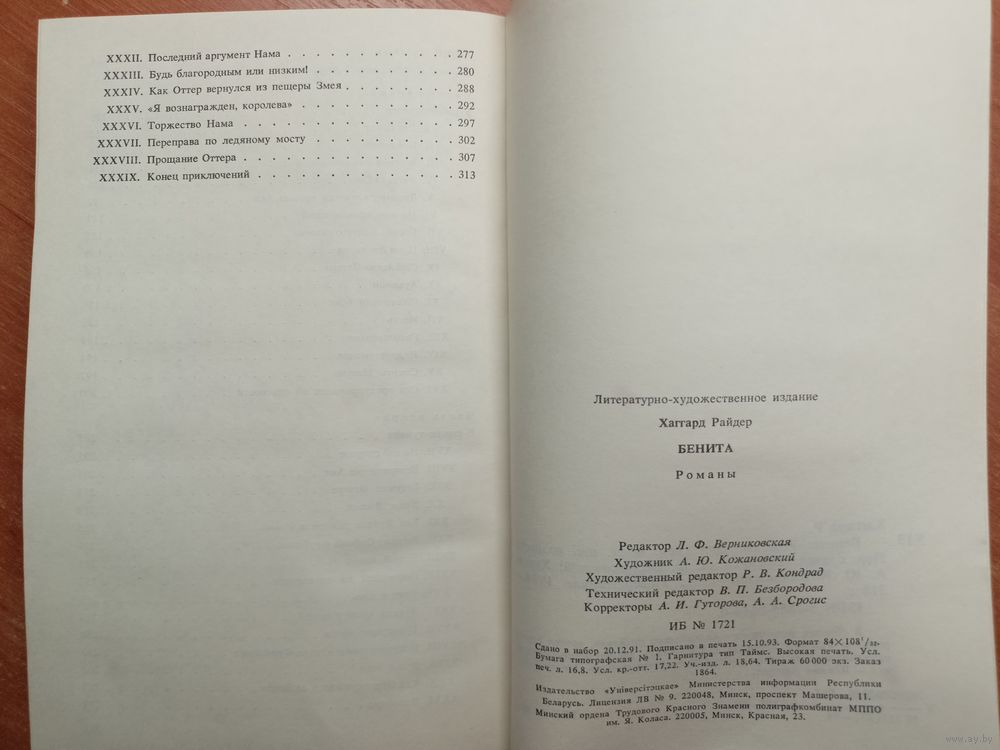 XXXII. Последний аргумент Нама . . . . . . . . . . . . 277
XXXIII. Будь благородным или низким! . . . . . . . . . . 280
XXXIV. Как Оттер вернулся из пещеры Змея . . . . . . . . 288
XXXV. «Я вознагражден, королева» . . . . . . . . . . . 292
XXXVI. Торжество Нама . . . . . . . . . . . . . . . 297
XXXVII. Переправа по ледяному мосту . . . . . . . . . . 302
XXXVIII. Прощание Оттера . . . . . . . . . . . . . . . 307
XXXIX. Конец приключений . . . . . . . . . . . . . . 313
Литературно-художественное издание
Хаггард Райдер
БЕНИТА
Романы
Редактор Л. Ф. Верниковская
Художник А. Ю. Кожановский
Художественный редактор Р. В. Кондрад
Технический редактор В. П. Безбородова
Корректоры А. И. Гуторова, А. А. Срогис
ИБ № 1721
Сдано в набор 20.12.91. Подписано в печать 15.10.93. Формат 84×108¹/₃₂.
Бумага типографская № 1. Гарнитура тип Таймс. Высокая печать. Усл.
печ. л. 16,8. Усл. кр.-отт. 17,22. Уч.-изд. л. 18,64. Тираж 60 000 экз. Заказ
1864.
Издательство «Універсітэцкае» Министерства информации Республики
Беларусь. Лицензия ЛВ № 9. 220048, Минск, проспект Машерова, 11.
Минский ордена Трудового Красного Знамени полиграфкомбинат МППО
им. Я. Коласа. 220005, Минск, Красная, 23.
www.ay.by